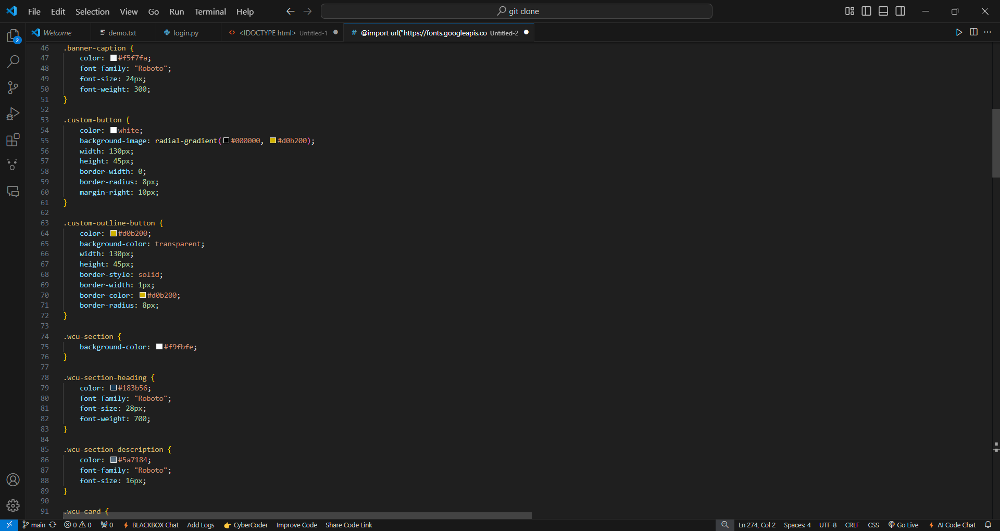 File Edit Selection View Go Run Terminal Help git clone
Welcome demo.txt login.py <!DOCTYPE html> Untitled-1 @import url("https://fonts.googleapis.co Untitled-2
46 .banner-caption {
47 color: #f5f7fa;
48 font-family: "Roboto";
49 font-size: 24px;
50 font-weight: 300;
51 }
52
53 .custom-button {
54 color: white;
55 background-image: radial-gradient(#000000, #d0b200);
56 width: 130px;
57 height: 45px;
58 border-width: 0;
59 border-radius: 8px;
60 margin-right: 10px;
61 }
62
63 .custom-outline-button {
64 color: #d0b200;
65 background-color: transparent;
66 width: 130px;
67 height: 45px;
68 border-style: solid;
69 border-width: 1px;
70 border-color: #d0b200;
71 border-radius: 8px;
72 }
73
74 .wcu-section {
75 background-color: #f9fbfe;
76 }
77
78 .wcu-section-heading {
79 color: #183b56;
80 font-family: "Roboto";
81 font-size: 28px;
82 font-weight: 700;
83 }
84
85 .wcu-section-description {
86 color: #5a7184;
87 font-family: "Roboto";
88 font-size: 16px;
89 }
90
91 .wcu-card {
2
main 0 0 0 BLACKBOX Chat Add Logs CyberCoder Improve Code Share Code Link Ln 274, Col 2 Spaces: 4 UTF-8 CRLF CSS Go Live AI Code Chat